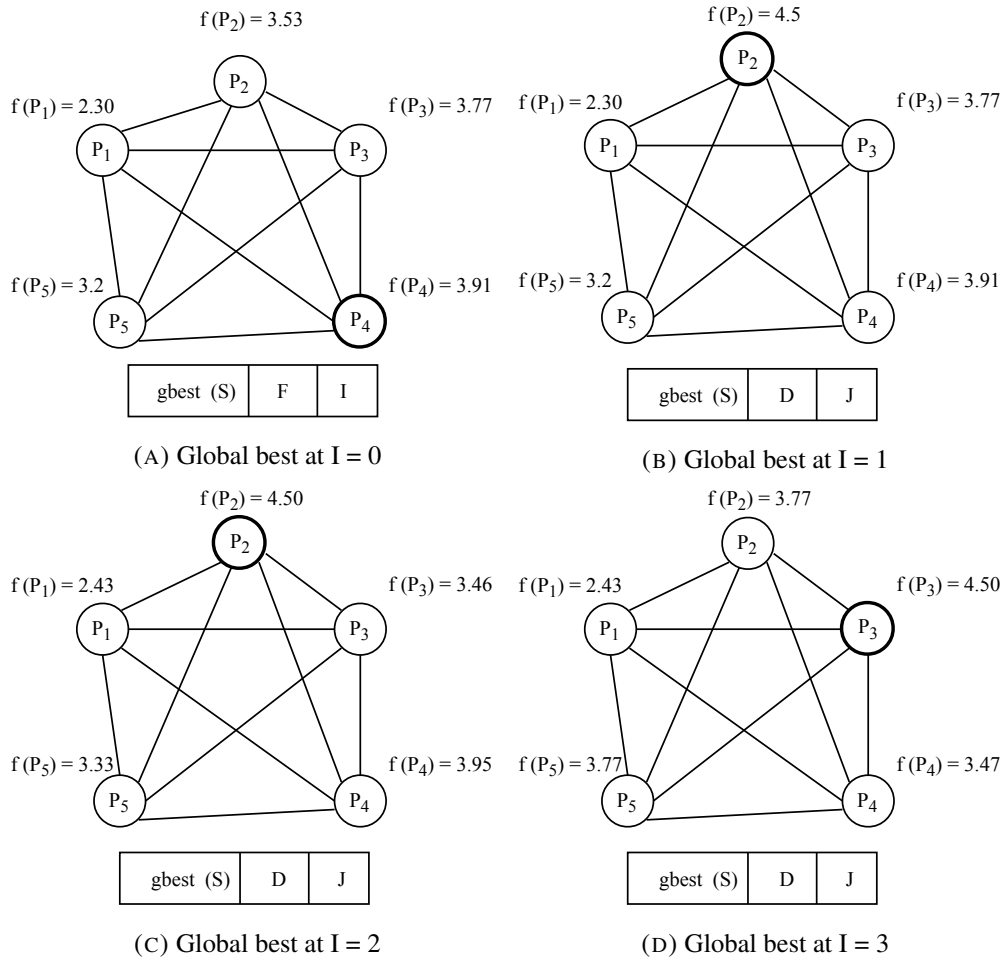 f (P2) = 3.53
f (P1) = 2.30
f (P3) = 3.77
P2
P1
P3
f (P5) = 3.2
f (P4) = 3.91
P5
P4
gbest (S) F I
(A) Global best at I = 0
f (P2) = 4.5
f (P1) = 2.30
f (P3) = 3.77
P2
P1
P3
f (P5) = 3.2
f (P4) = 3.91
P5
P4
gbest (S) D J
(B) Global best at I = 1
f (P2) = 4.50
f (P1) = 2.43
f (P3) = 3.46
P2
P1
P3
f (P5) = 3.33
f (P4) = 3.95
P5
P4
gbest (S) D J
(C) Global best at I = 2
f (P2) = 3.77
f (P1) = 2.43
f (P3) = 4.50
P2
P1
P3
f (P5) = 3.77
f (P4) = 3.47
P5
P4
gbest (S) D J
(D) Global best at I = 3